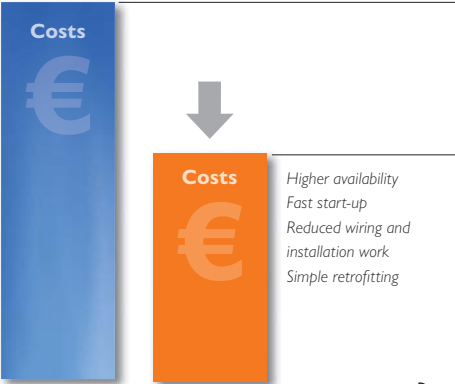 Costs
€
Costs
€
Higher availability
Fast start-up
Reduced wiring and
installation work
Simple retrofitting